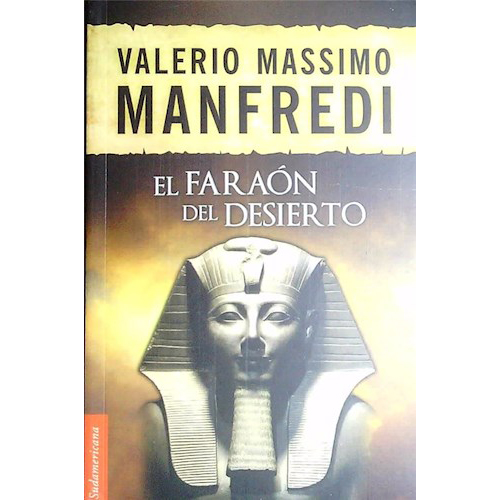 VALERIO MASSIMO
MANFREDI
EL FARAÓN
DEL DESIERTO
Sudamericana